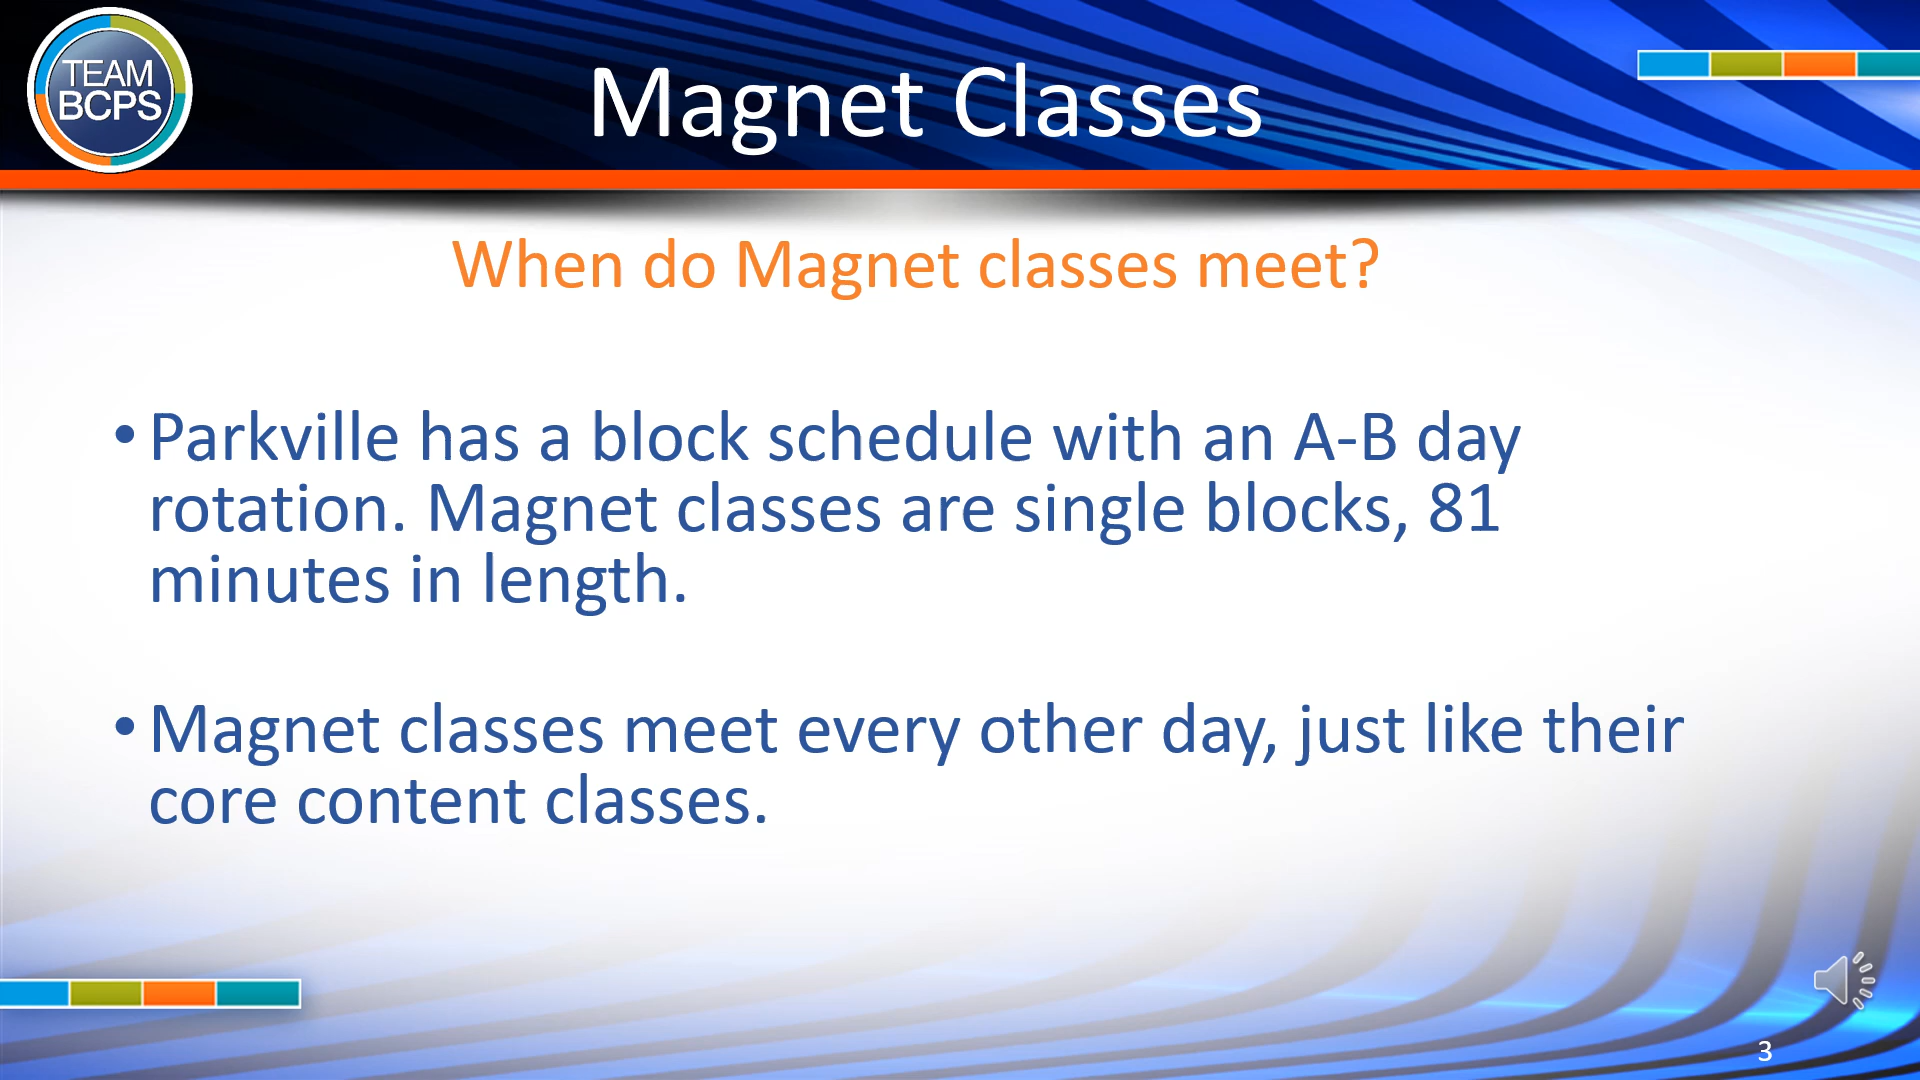 TEAM
BCPS
Magnet Classes
When do Magnet classes meet?
• Parkville has a block schedule with an A-B day
rotation. Magnet classes are single blocks, 81
minutes in length.
• Magnet classes meet every other day, just like their
core content classes.
3